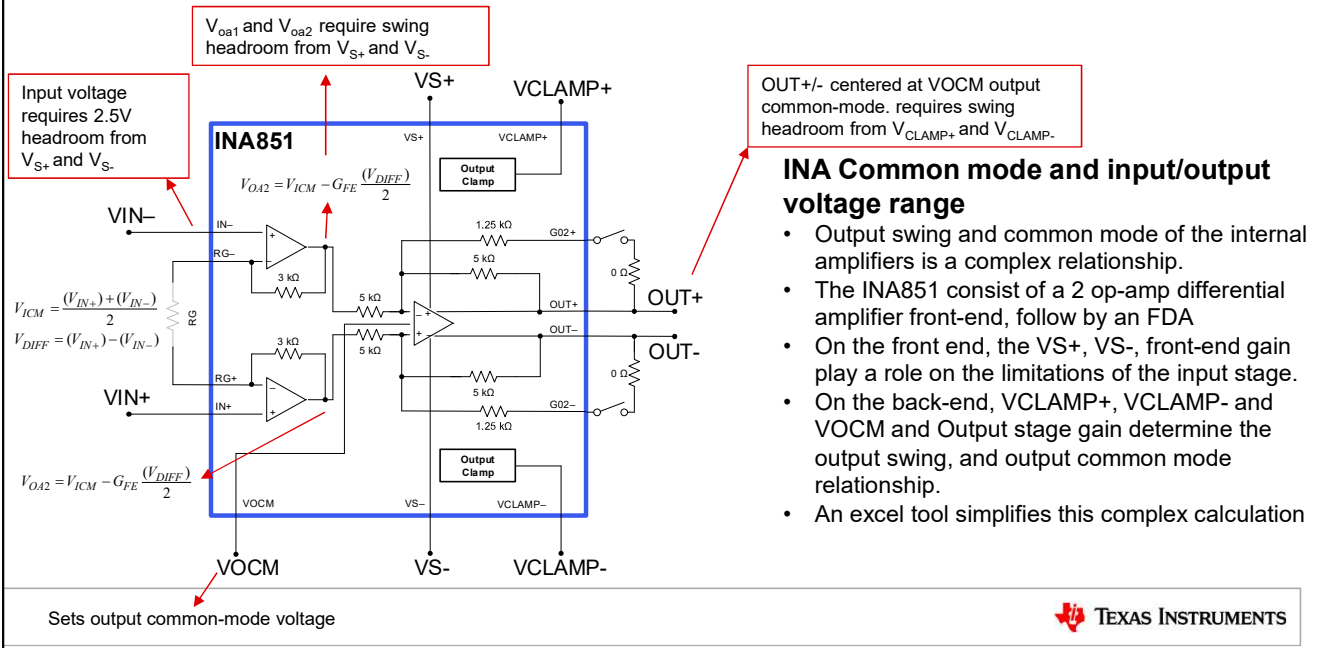 Voa1 and Voa2 require swing
headroom from VS+ and VS-
Input voltage
requires 2.5V
headroom from
VS+ and VS-
OUT+/- centered at VOCM output
common-mode. requires swing
headroom from VCLAMP+ and VCLAMP-
VS+
VCLAMP+
INA851
VS+
VCLAMP+
Output
Clamp
VOA2 = VICM − GFE (VDIFF)/2
VIN–
IN–
+
−
RG–
3 kΩ
1.25 kΩ
G02+
5 kΩ
0 Ω
5 kΩ
OUT+
OUT+
− +
+ −
OUT–
OUT-
5 kΩ
VICM = (VIN+)+(VIN−)/2
VDIFF = (VIN+)−(VIN−)
RG
3 kΩ
RG+
−
+
VIN+
IN+
5 kΩ
0 Ω
G02–
1.25 kΩ
VOA2 = VICM − GFE (VDIFF)/2
Output
Clamp
VOCM
VS–
VCLAMP–
VOCM
VS-
VCLAMP-
Sets output common-mode voltage
INA Common mode and input/output
voltage range
• Output swing and common mode of the internal
amplifiers is a complex relationship.
• The INA851 consist of a 2 op-amp differential
amplifier front-end, follow by an FDA
• On the front end, the VS+, VS-, front-end gain
play a role on the limitations of the input stage.
• On the back-end, VCLAMP+, VCLAMP- and
VOCM and Output stage gain determine the
output swing, and output common mode
relationship.
• An excel tool simplifies this complex calculation
TEXAS INSTRUMENTS